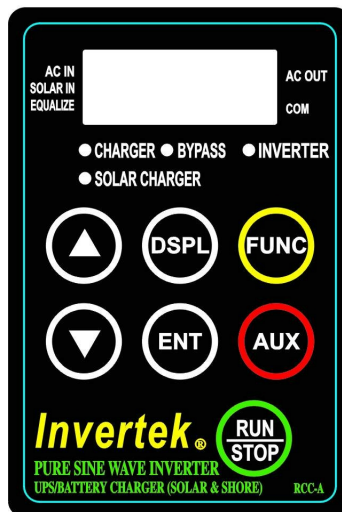 AC IN
SOLAR IN
EQUALIZE
AC OUT
COM
CHARGER BYPASS INVERTER
SOLAR CHARGER
DSPL FUNC
ENT AUX
Invertek® RUN
STOP
PURE SINE WAVE INVERTER
UPS/BATTERY CHARGER (SOLAR & SHORE) RCC-A